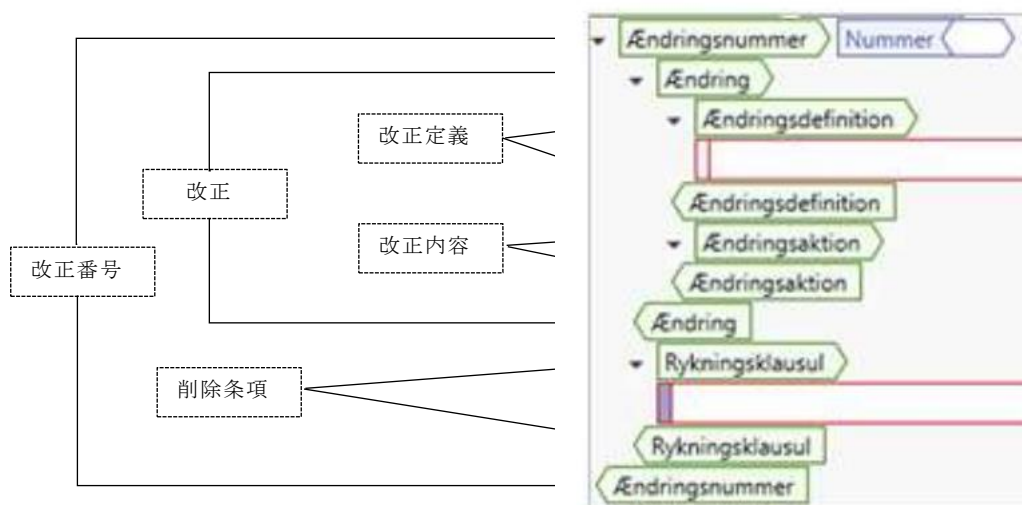 改正定義
改正
改正内容
改正番号
削除条項
Ændringsnummer Nummer
Ændring
Ændringsdefinition
Ændringsdefinition
Ændringsaktion
Ændringsaktion
Ændring
Rykningsklausul
Rykningsklausul
Ændringsnummer